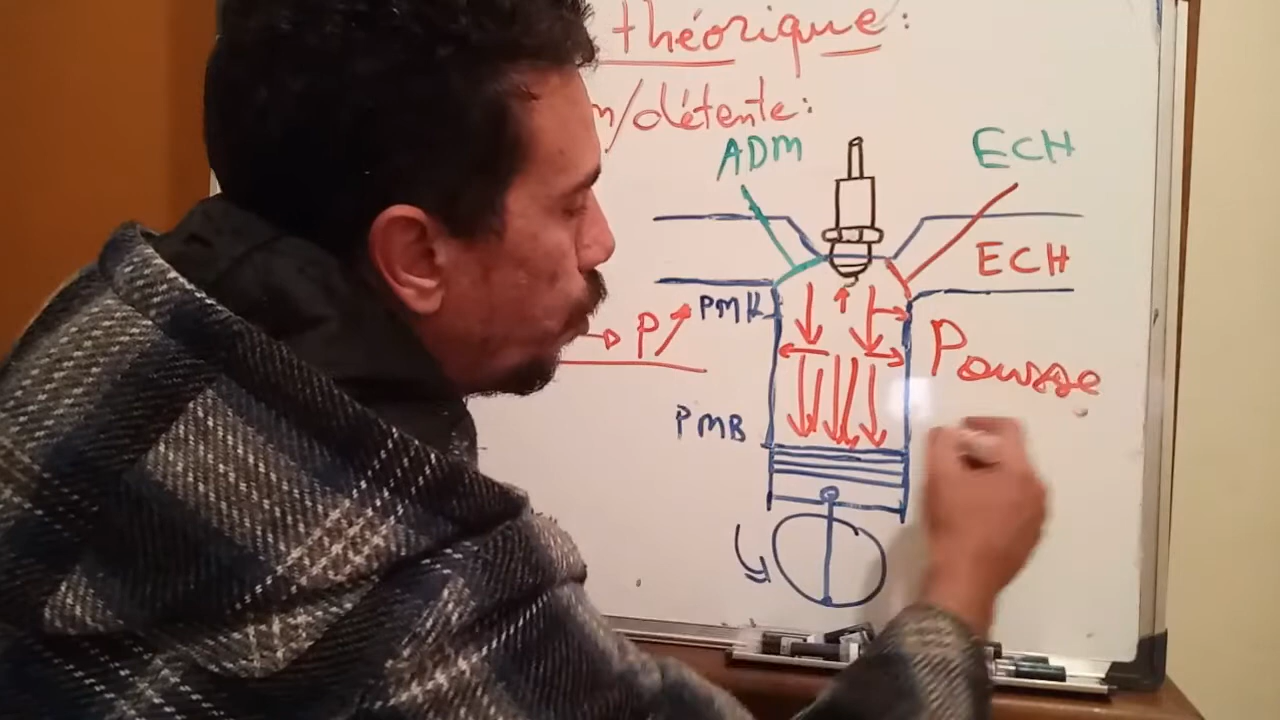 théorique:
n/détente:
ADM
ECH
ECH
PMH
P
Pousse
PMB